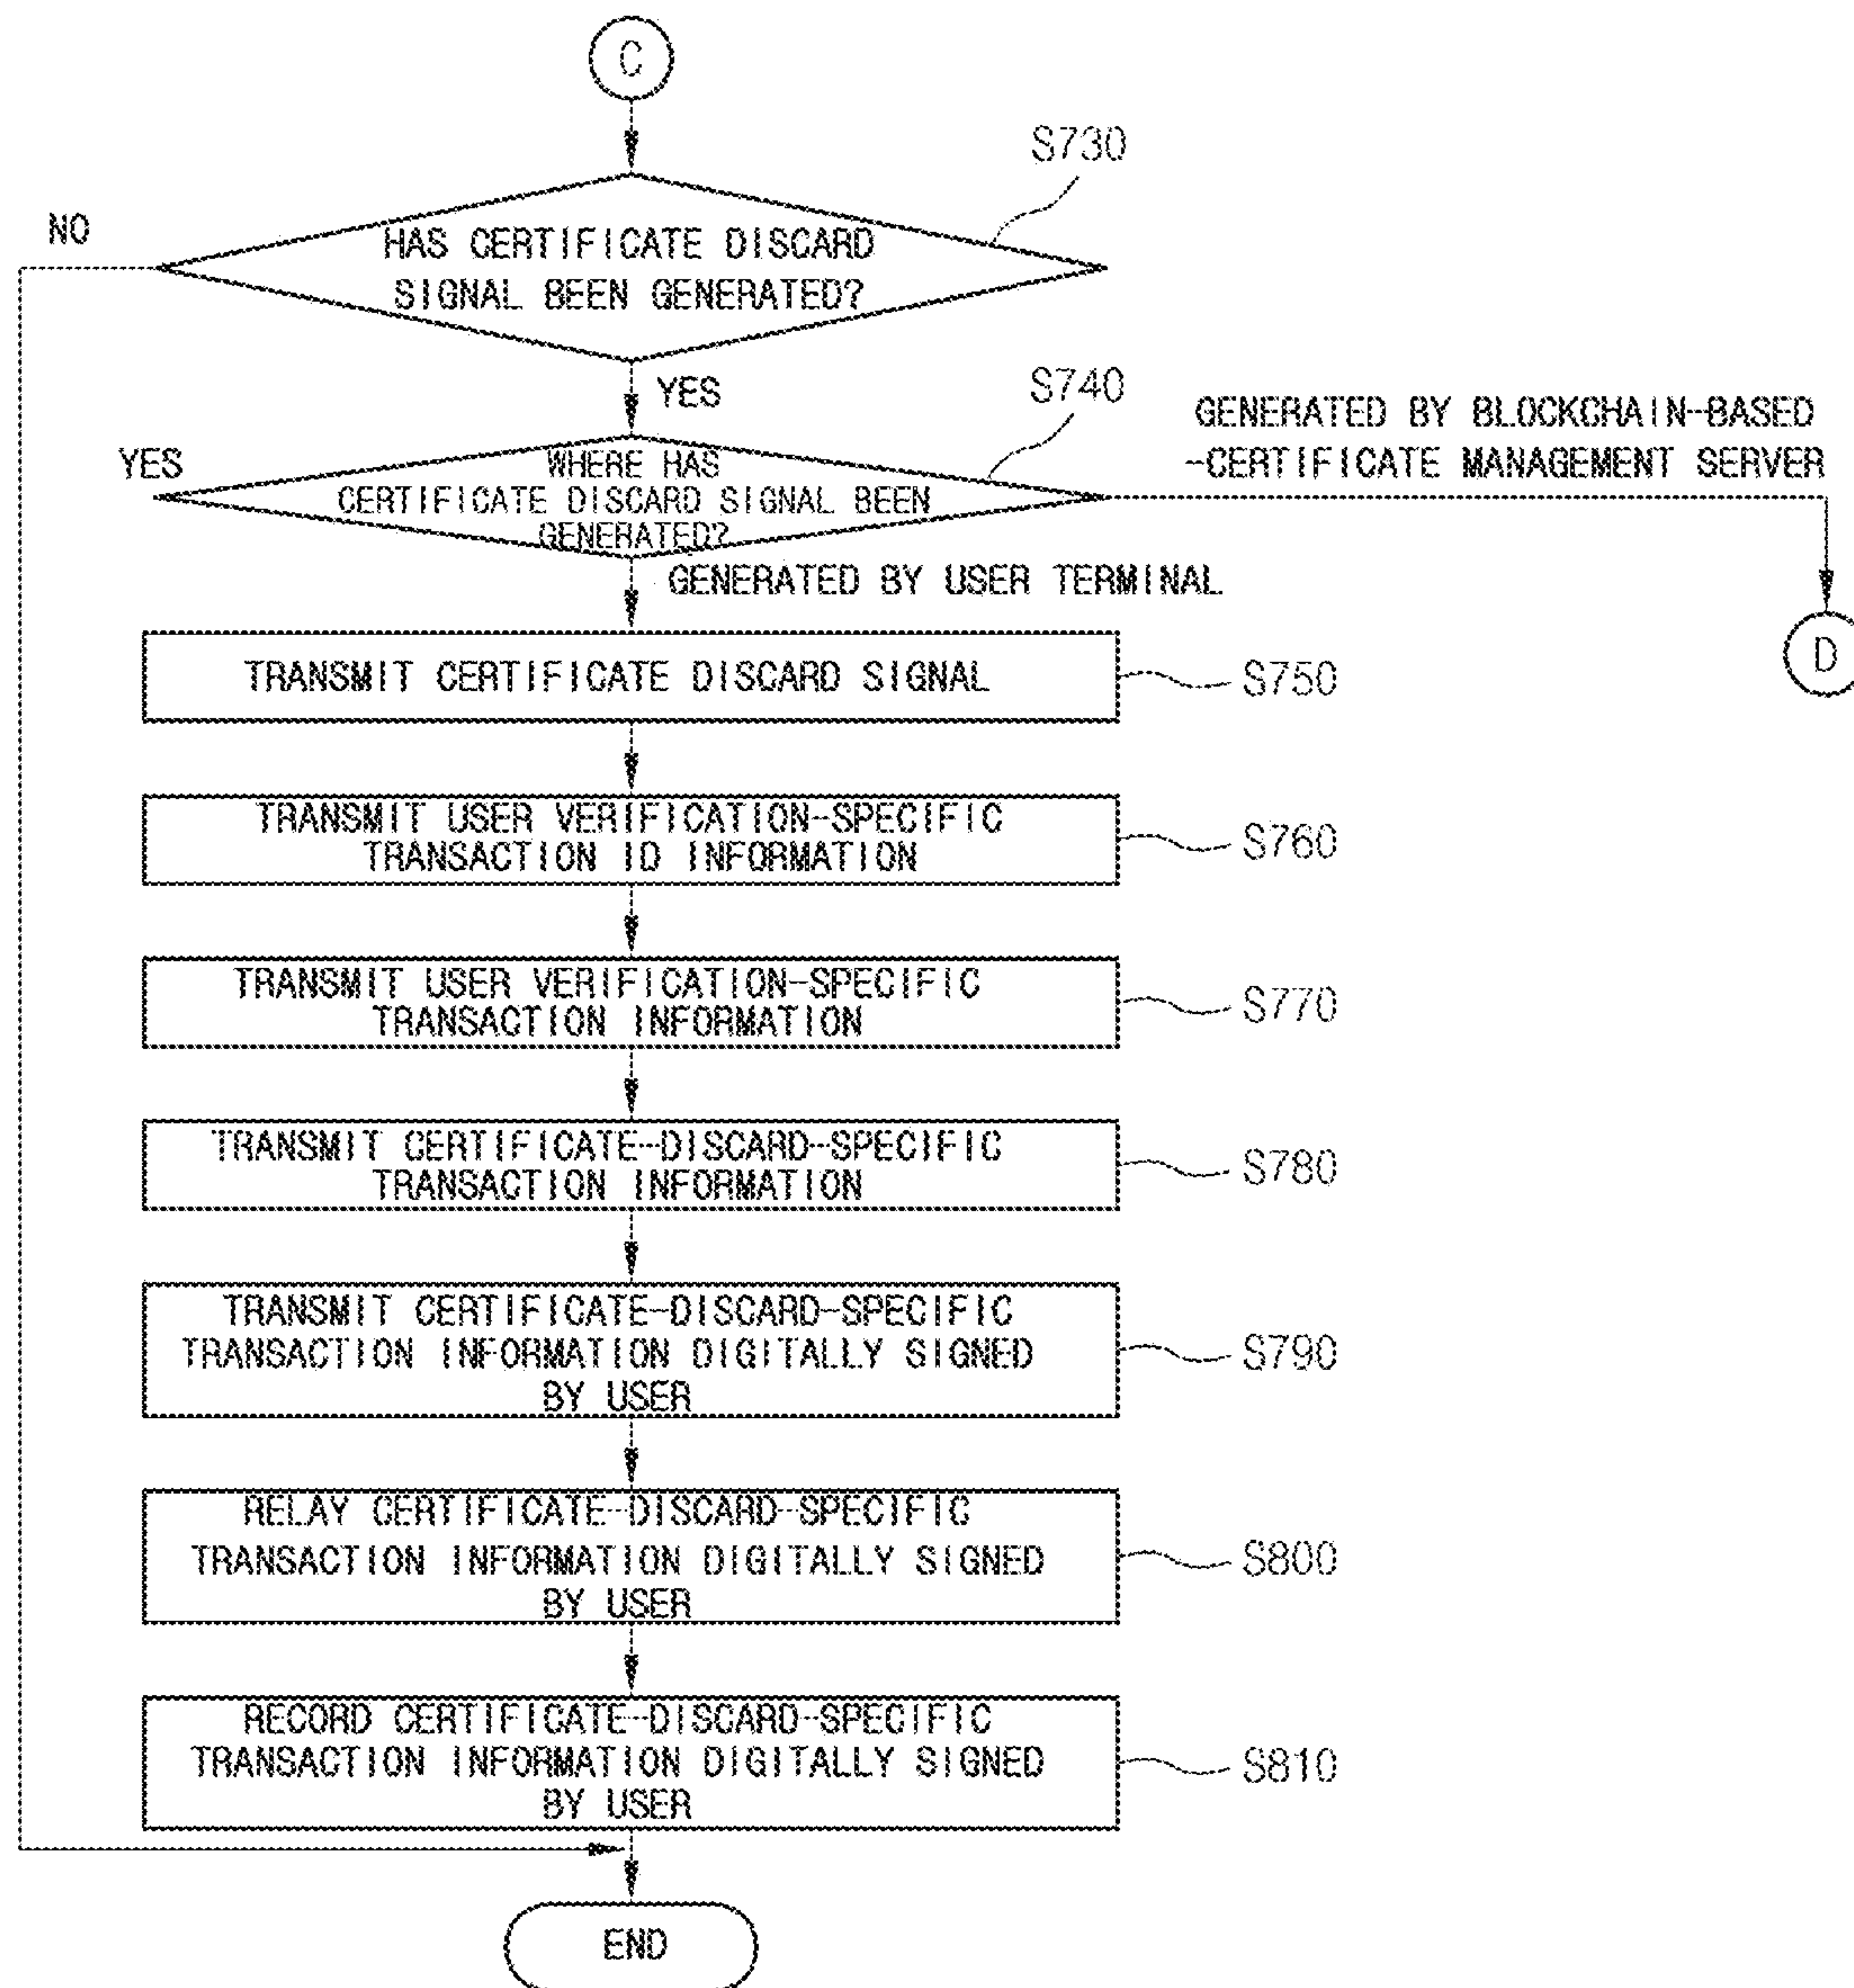 C
S730
NO
HAS CERTIFICATE DISCARD
SIGNAL BEEN GENERATED?
YES
S740
GENERATED BY BLOCKCHAIN-BASED
-CERTIFICATE MANAGEMENT SERVER
YES
WHERE HAS
CERTIFICATE DISCARD SIGNAL BEEN
GENERATED?
GENERATED BY USER TERMINAL
D
TRANSMIT CERTIFICATE DISCARD SIGNAL
S750
TRANSMIT USER VERIFICATION-SPECIFIC
TRANSACTION ID INFORMATION
S760
TRANSMIT USER VERIFICATION-SPECIFIC
TRANSACTION INFORMATION
S770
TRANSMIT CERTIFICATE-DISCARD-SPECIFIC
TRANSACTION INFORMATION
S780
TRANSMIT CERTIFICATE-DISCARD-SPECIFIC
TRANSACTION INFORMATION DIGITALLY SIGNED
BY USER
S790
RELAY CERTIFICATE-DISCARD-SPECIFIC
TRANSACTION INFORMATION DIGITALLY SIGNED
BY USER
S800
RECORD CERTIFICATE-DISCARD-SPECIFIC
TRANSACTION INFORMATION DIGITALLY SIGNED
BY USER
S810
END